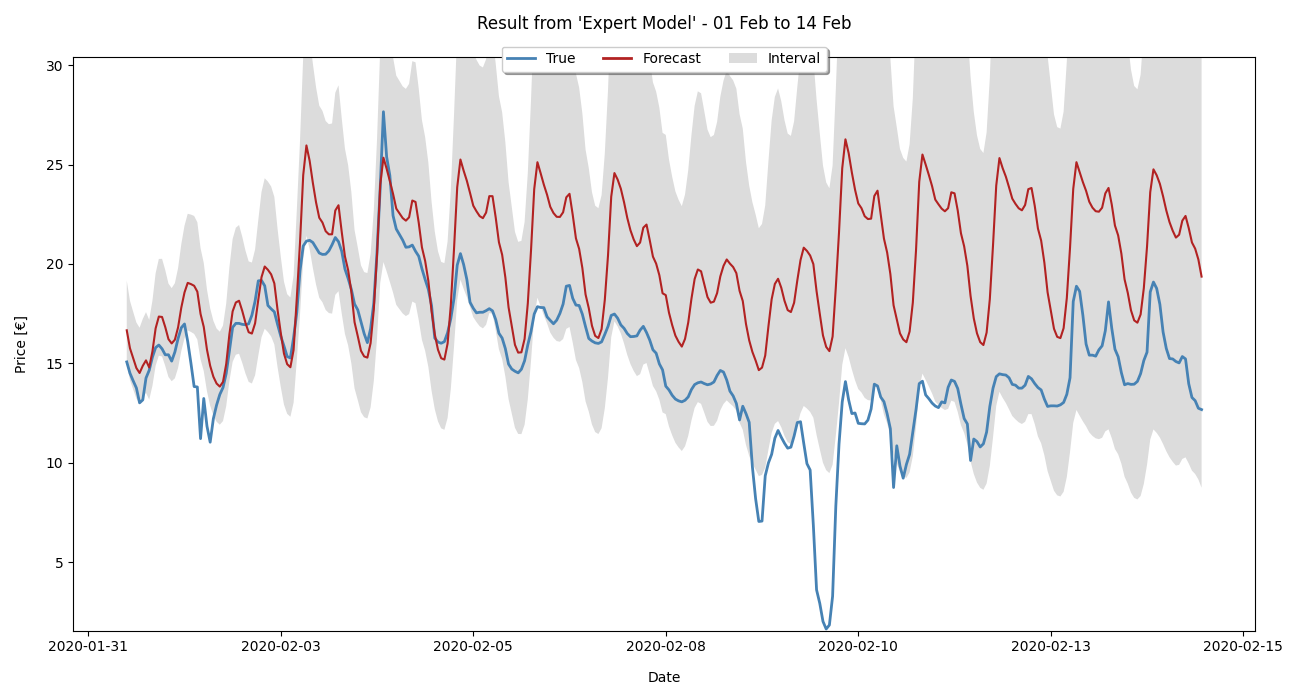 Result from 'Expert Model' - 01 Feb to 14 Feb
True Forecast Interval
30
25
20
15
10
5
Price [€]
2020-01-31 2020-02-03 2020-02-05 2020-02-08 2020-02-10 2020-02-13 2020-02-15
Date